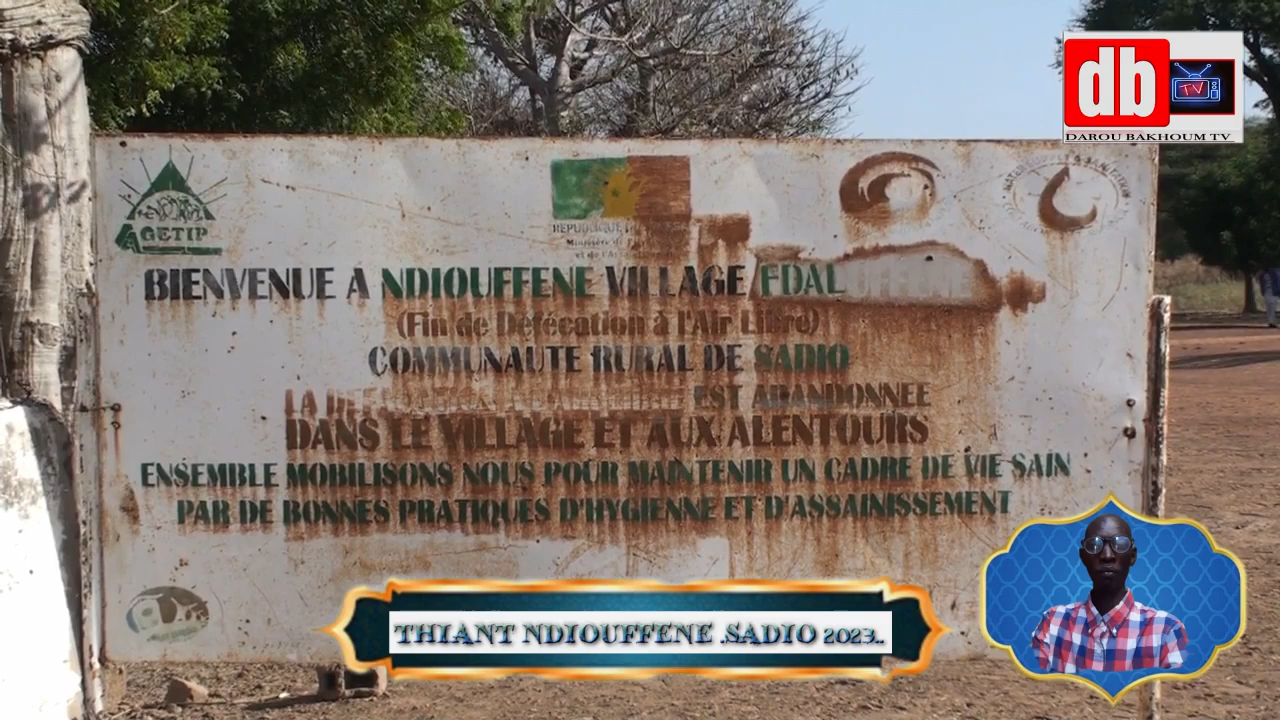 db
TV
DAROU BAKHOUM TV
AGETIP
BIENVENUE A NDIOUFFENE VILLAGE FDAL
(Fin de Défécation à l'Air Libre)
COMMUNAUTE RURAL DE SADIO
LA EST ABANDONNEE
DANS LE VILLAGE ET AUX ALENTOURS
ENSEMBLE MOBILISONS NOUS POUR MAINTENIR UN CADRE DE VIE SAIN
PAR DE BONNES PRATIQUES D'HYGIENNE ET D'ASSAINISSEMENT
THIANT NDIOUFFENE .SADIO 2023..